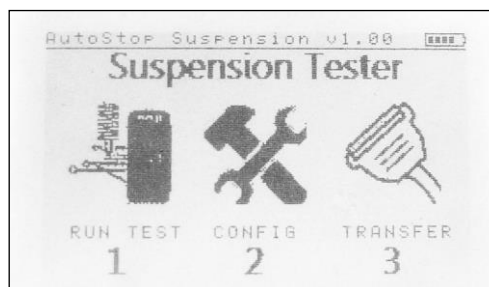 AutoStop Suspension v1.00
Suspension Tester
RUN TEST CONFIG TRANSFER
1 2 3